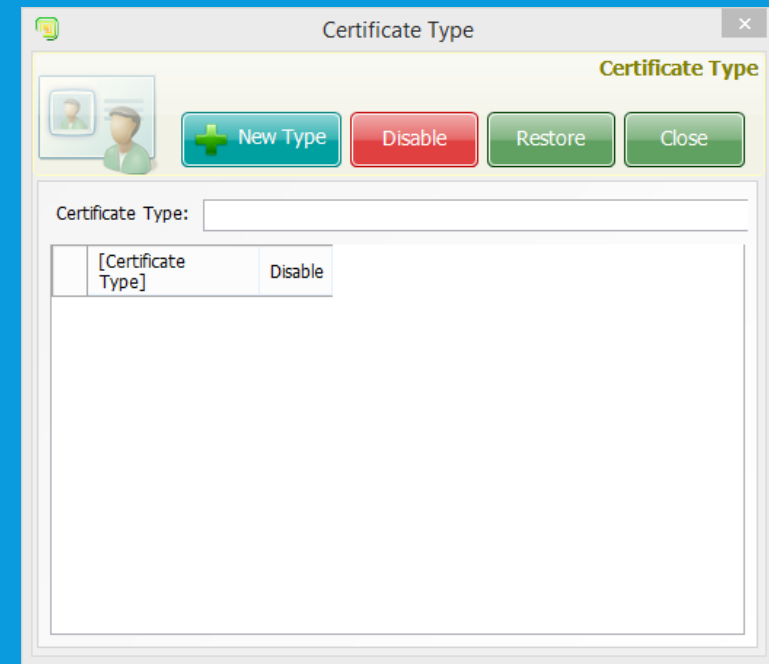 Certificate Type
Certificate Type
New Type Disable Restore Close
Certificate Type:
[Certificate
Type] Disable